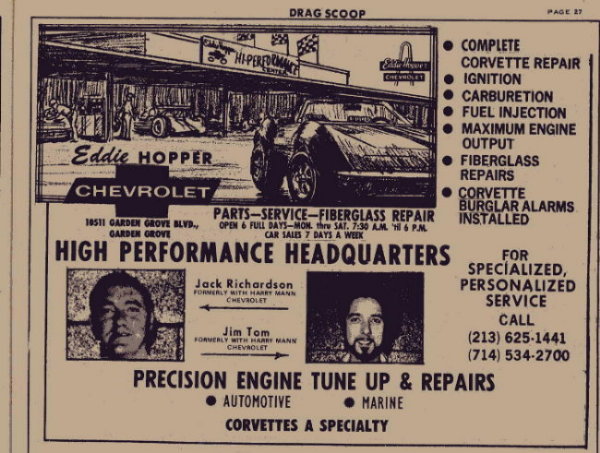 DRAG SCOOP
PAGE 27
HI-PERFORMANCE
Eddie Hopper
CHEVROLET
Eddie HOPPER
CHEVROLET
10511 GARDEN GROVE BLVD.,
GARDEN GROVE
PARTS—SERVICE—FIBERGLASS REPAIR
OPEN 6 FULL DAYS—MON. thru SAT. 7:30 A.M. 'til 6 P.M.
CAR SALES 7 DAYS A WEEK
● COMPLETE
CORVETTE REPAIR
● IGNITION
● CARBURETION
● FUEL INJECTION
● MAXIMUM ENGINE
OUTPUT
● FIBERGLASS
REPAIRS
● CORVETTE
BURGLAR ALARMS
INSTALLED
HIGH PERFORMANCE HEADQUARTERS
Jack Richardson
FORMERLY WITH HARRY MANN
CHEVROLET
Jim Tom
FORMERLY WITH HARRY MANN
CHEVROLET
FOR
SPECIALIZED,
PERSONALIZED
SERVICE
CALL
(213) 625-1441
(714) 534-2700
PRECISION ENGINE TUNE UP & REPAIRS
● AUTOMOTIVE ● MARINE
CORVETTES A SPECIALTY